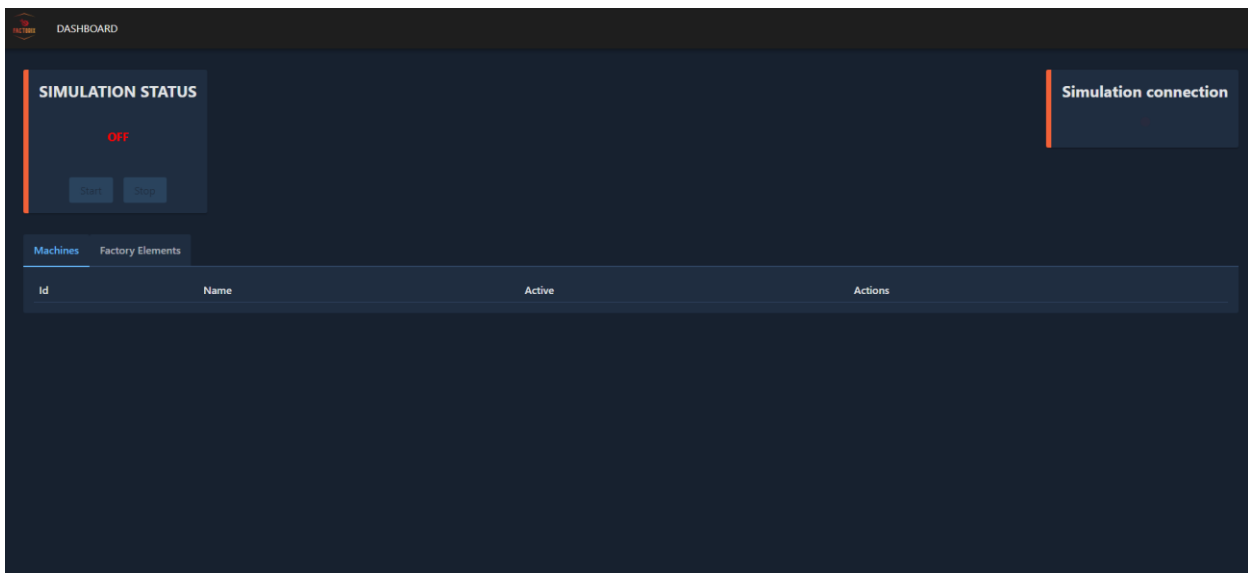 DASHBOARD
SIMULATION STATUS
OFF
Start Stop
Simulation connection
Machines Factory Elements
Id Name Active Actions